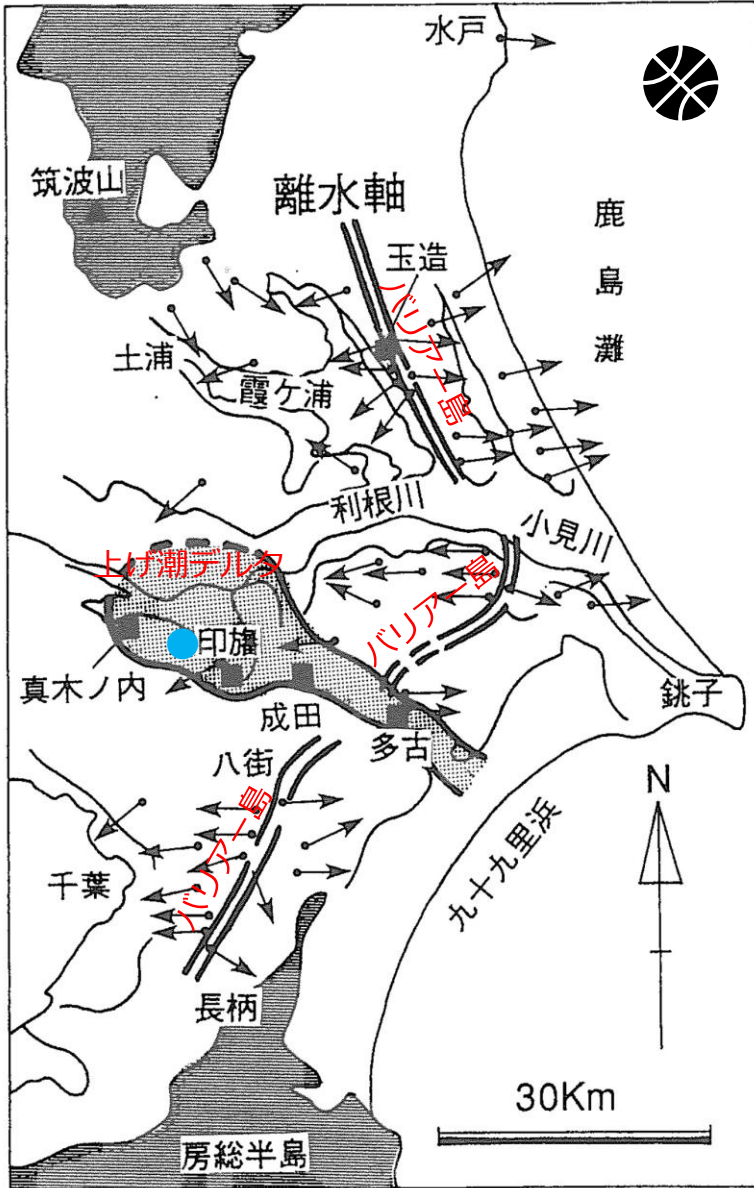 水戸
筑波山
離水軸
鹿島灘
玉造
バリアー島
土浦
霞ケ浦
利根川
小見川
上げ潮デルタ
バリアー島
印旛
真木ノ内
銚子
成田
多古
八街
N
バリアー島
九十九里浜
千葉
長柄
30Km
房総半島